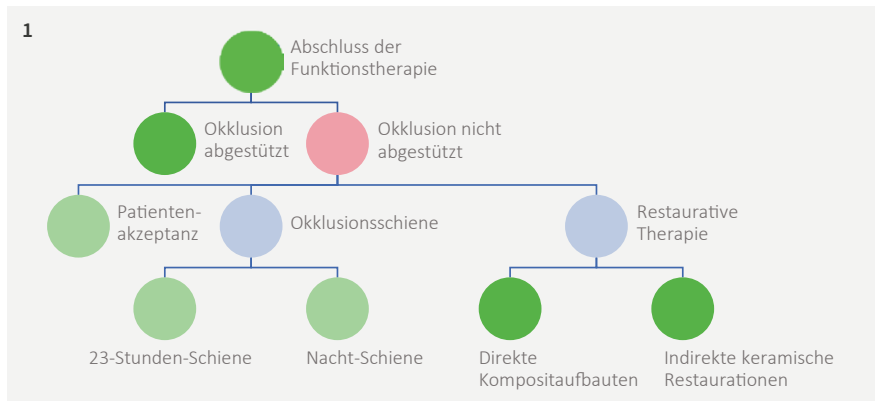 1
Abschluss der
Funktionstherapie
Okklusion
abgestützt
Okklusion nicht
abgestützt
Patienten-
akzeptanz
Okklusionsschiene
Restaurative
Therapie
23-Stunden-Schiene
Nacht-Schiene
Direkte
Kompositaufbauten
Indirekte keramische
Restaurationen